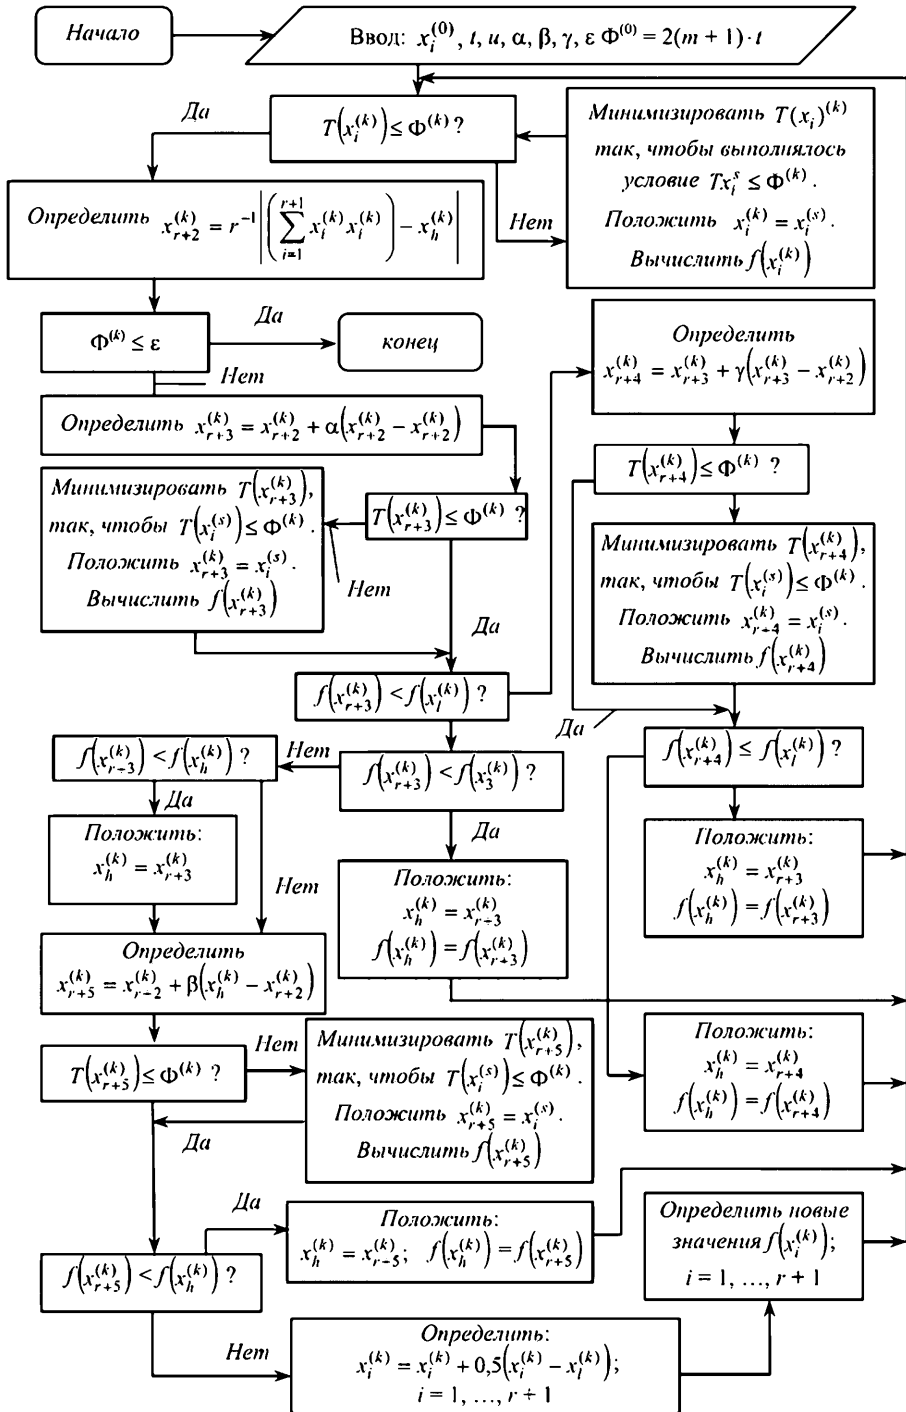 Начало
Ввод: x_i^{(0)}, t, u, α, β, γ, ε Φ^{(0)} = 2(m + 1)·t
T(x_i^{(k)}) ≤ Φ^{(k)} ?
Да
Нет
Минимизировать T(x_i)^{(k)}
так, чтобы выполнялось
условие Tx_i^s ≤ Φ^{(k)}.
Положить x_i^{(k)} = x_i^{(s)}.
Вычислить f(x_i^{(k)})
Определить x_{r+2}^{(k)} = r^{-1} |(∑_{i=1}^{r+1} x_i^{(k)} x_i^{(k)}) − x_h^{(k)}|
Φ^{(k)} ≤ ε
Да
конец
Нет
Определить x_{r+3}^{(k)} = x_{r+2}^{(k)} + α(x_{r+2}^{(k)} − x_{r+2}^{(k)})
T(x_{r+3}^{(k)}) ≤ Φ^{(k)} ?
Нет
Да
Минимизировать T(x_{r+3}^{(k)}),
так, чтобы T(x_i^{(s)}) ≤ Φ^{(k)}.
Положить x_{r+3}^{(k)} = x_i^{(s)}.
Вычислить f(x_{r+3}^{(k)})
f(x_{r+3}^{(k)}) < f(x_l^{(k)}) ?
Определить
x_{r+4}^{(k)} = x_{r+3}^{(k)} + γ(x_{r+3}^{(k)} − x_{r+2}^{(k)})
T(x_{r+4}^{(k)}) ≤ Φ^{(k)} ?
Минимизировать T(x_{r+4}^{(k)}),
так, чтобы T(x_i^{(s)}) ≤ Φ^{(k)}.
Положить x_{r+4}^{(k)} = x_i^{(s)}.
Вычислить f(x_{r+4}^{(k)})
Да
f(x_{r+4}^{(k)}) ≤ f(x_l^{(k)}) ?
Положить:
x_h^{(k)} = x_{r+3}^{(k)}
f(x_h^{(k)}) = f(x_{r+3}^{(k)})
f(x_{r+3}^{(k)}) < f(x_3^{(k)}) ?
Нет
Да
f(x_{r+3}^{(k)}) < f(x_h^{(k)}) ?
Да
Нет
Положить:
x_h^{(k)} = x_{r+3}^{(k)}
Положить:
x_h^{(k)} = x_{r+3}^{(k)}
f(x_h^{(k)}) = f(x_{r+3}^{(k)})
Определить
x_{r+5}^{(k)} = x_{r+2}^{(k)} + β(x_h^{(k)} − x_{r+2}^{(k)})
T(x_{r+5}^{(k)}) ≤ Φ^{(k)} ?
Нет
Да
Минимизировать T(x_{r+5}^{(k)}),
так, чтобы T(x_i^{(s)}) ≤ Φ^{(k)}.
Положить x_{r+5}^{(k)} = x_i^{(s)}.
Вычислить f(x_{r+5}^{(k)})
Положить:
x_h^{(k)} = x_{r+4}^{(k)}
f(x_h^{(k)}) = f(x_{r+4}^{(k)})
f(x_{r+5}^{(k)}) < f(x_h^{(k)}) ?
Да
Положить:
x_h^{(k)} = x_{r+5}^{(k)}; f(x_h^{(k)}) = f(x_{r+5}^{(k)})
Определить новые
значения f(x_i^{(k)});
i = 1, ..., r + 1
Нет
Определить:
x_i^{(k)} = x_i^{(k)} + 0,5(x_i^{(k)} − x_l^{(k)});
i = 1, ..., r + 1